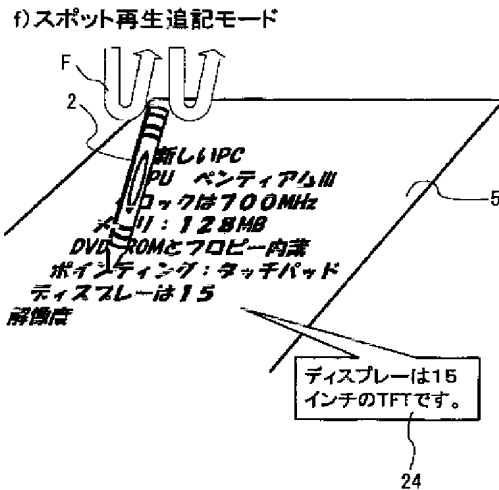 f)スポット再生追記モード
F
2
新しいPC
PU ペンティアムⅢ
ロックは700MHz
メ リ:128MB
DVD ROMとフロピー内蔵
ポインティング:タッチパッド
ディスプレーは15
解像度
5
ディスプレーは15
インチのTFTです。
24